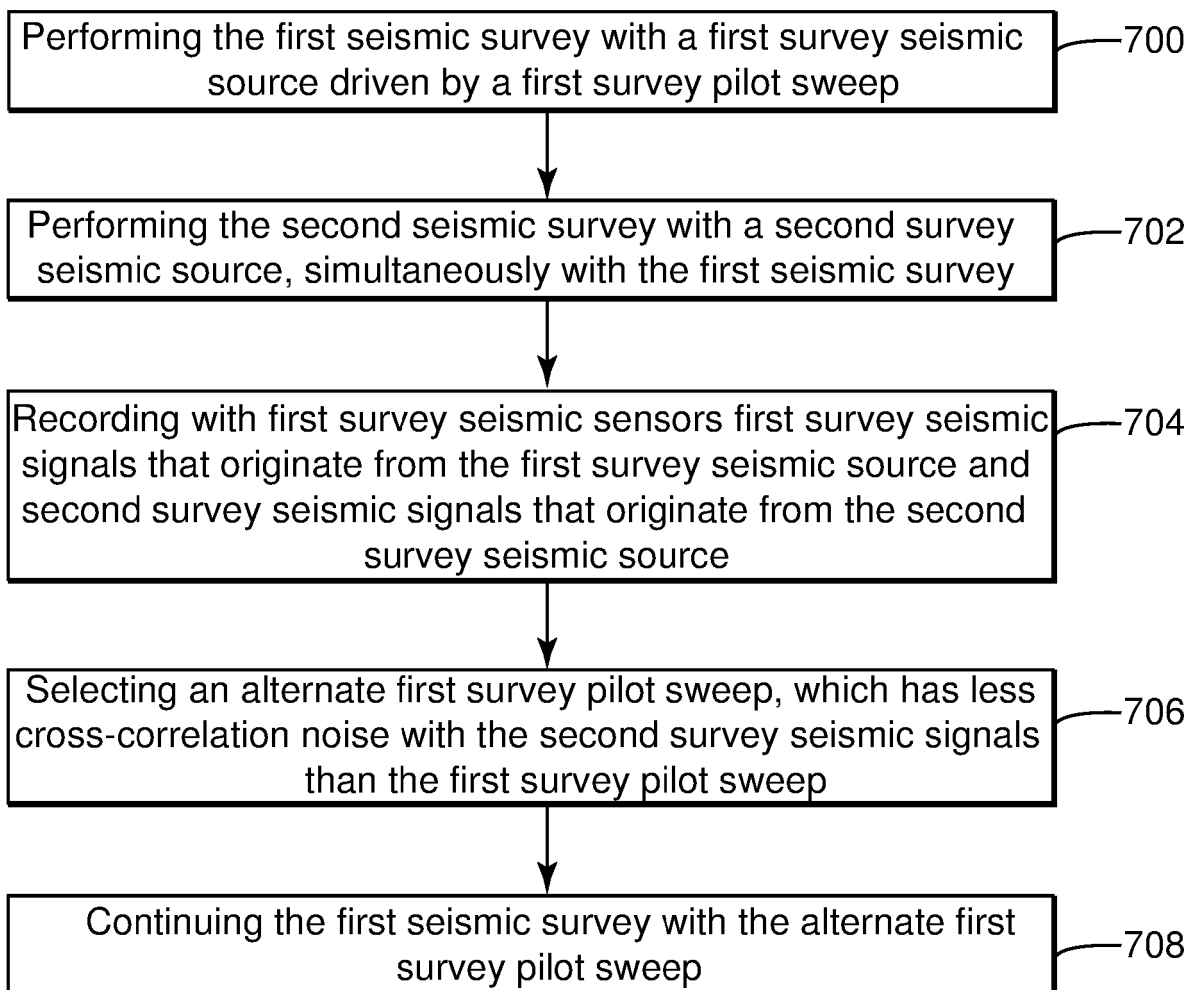 Performing the first seismic survey with a first survey seismic
source driven by a first survey pilot sweep
700
Performing the second seismic survey with a second survey
seismic source, simultaneously with the first seismic survey
702
Recording with first survey seismic sensors first survey seismic
signals that originate from the first survey seismic source and
second survey seismic signals that originate from the second
survey seismic source
704
Selecting an alternate first survey pilot sweep, which has less
cross-correlation noise with the second survey seismic signals
than the first survey pilot sweep
706
Continuing the first seismic survey with the alternate first
survey pilot sweep
708